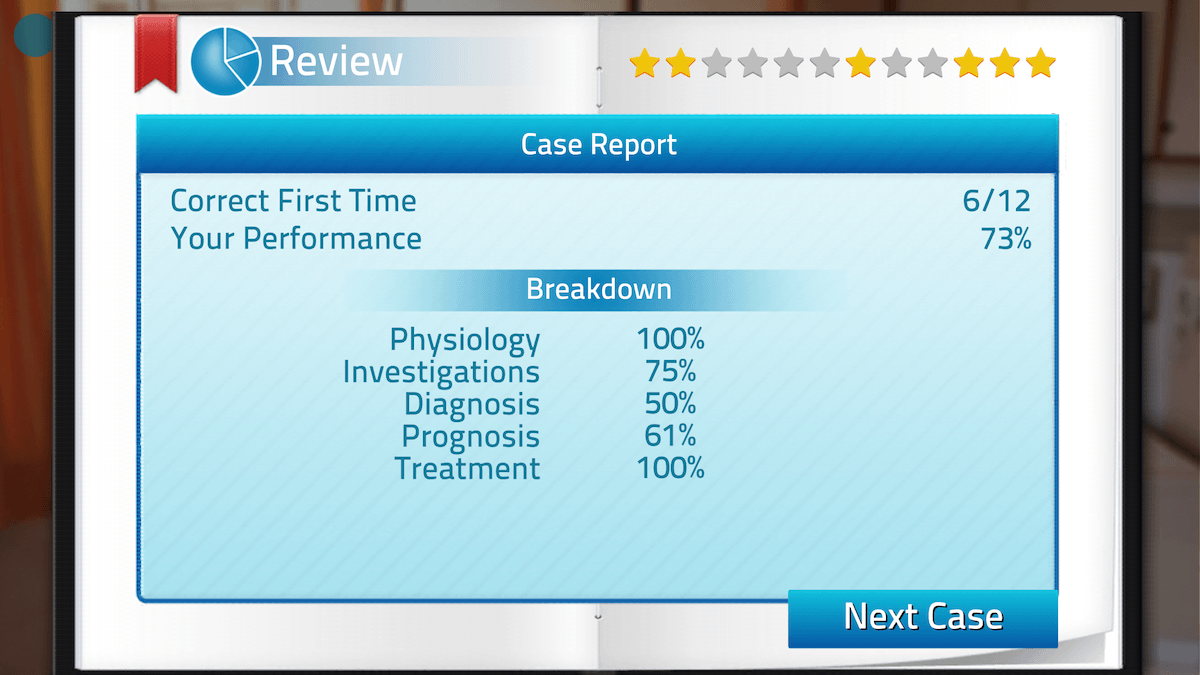 Review
Case Report
Correct First Time 6/12
Your Performance 73%
Breakdown
Physiology 100%
Investigations 75%
Diagnosis 50%
Prognosis 61%
Treatment 100%
Next Case